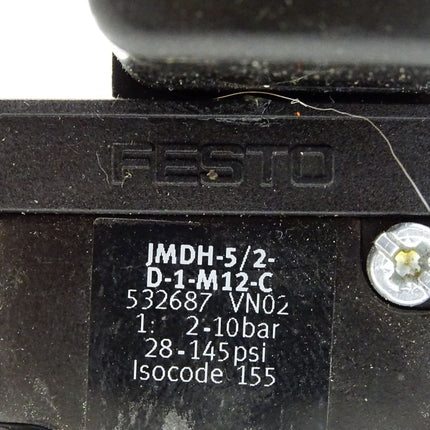 FESTO
JMDH-5/2-
D-1-M12-C
532687 VN02
1: 2-10bar
28-145psi
Isocode 155